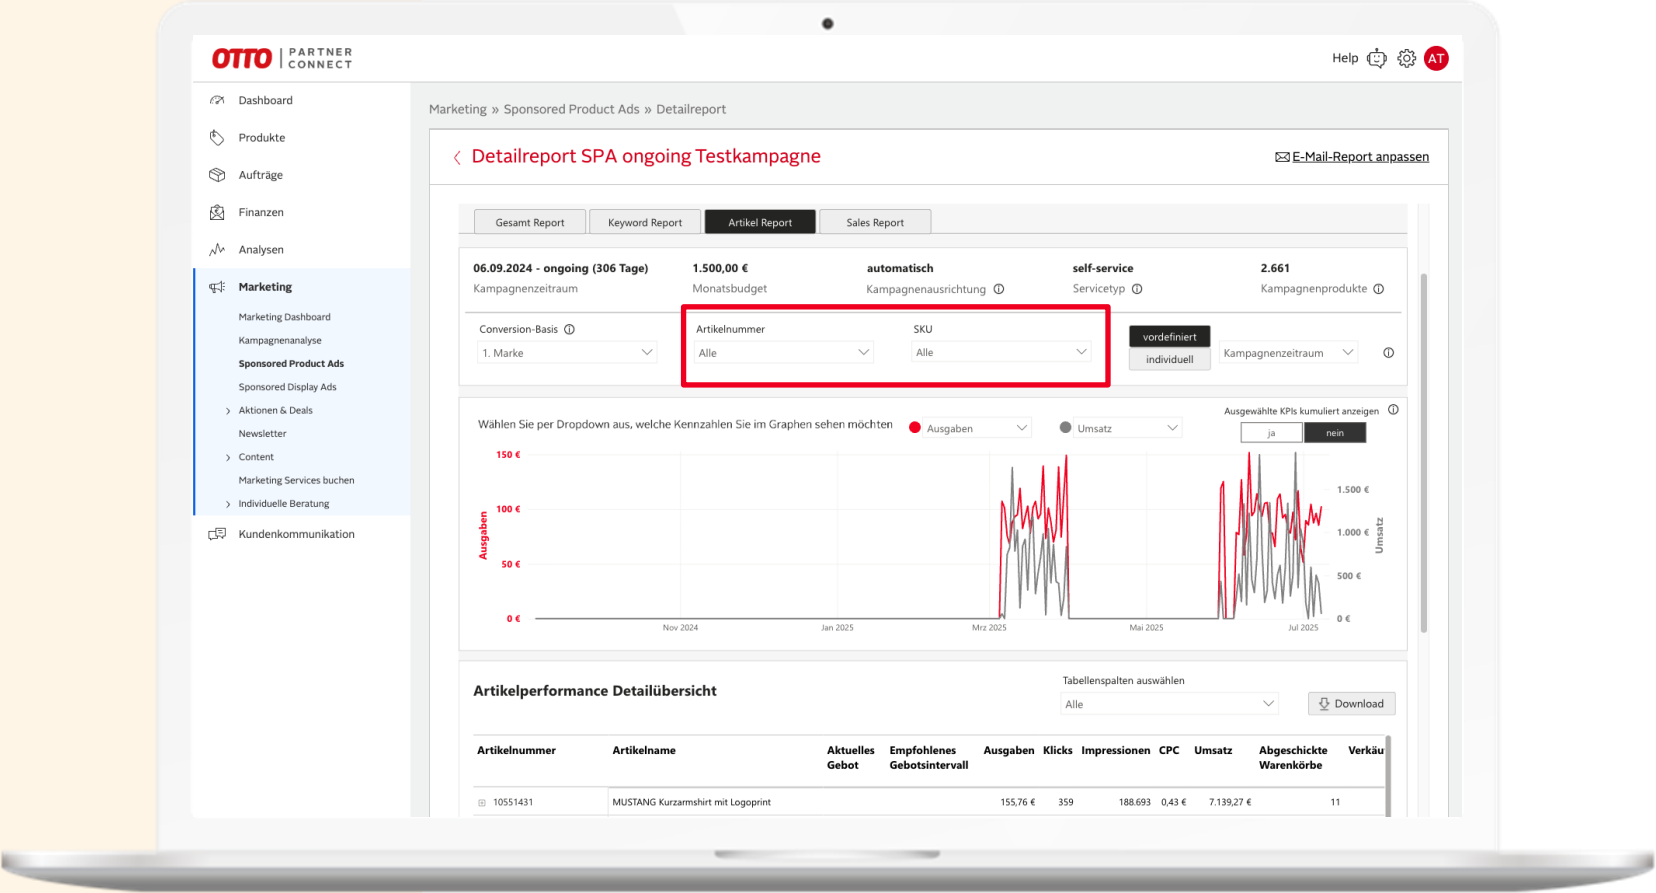 OTTO | PARTNER CONNECT
Help
AT
Dashboard
Produkte
Aufträge
Finanzen
Analysen
Marketing
Marketing Dashboard
Kampagnenanalyse
Sponsored Product Ads
Sponsored Display Ads
Aktionen & Deals
Newsletter
Content
Marketing Services buchen
Individuelle Beratung
Kundenkommunikation
Marketing » Sponsored Product Ads » Detailreport
Detailreport SPA ongoing Testkampagne
E-Mail-Report anpassen
Gesamt Report
Keyword Report
Artikel Report
Sales Report
06.09.2024 - ongoing (306 Tage)
Kampagnenzeitraum
1.500,00 €
Monatsbudget
automatisch
Kampagnenausrichtung
self-service
Servicetyp
2.661
Kampagnenprodukte
Conversion-Basis
1. Marke
Artikelnummer
Alle
SKU
Alle
vordefiniert
individuell
Kampagnenzeitraum
Wählen Sie per Dropdown aus, welche Kennzahlen Sie im Graphen sehen möchten
Ausgaben
Umsatz
Ausgewählte KPIs kumuliert anzeigen
ja
nein
150 €
100 €
50 €
0 €
Ausgaben
1.500 €
1.000 €
500 €
0 €
Umsatz
Nov 2024
Jan 2025
Mrz 2025
Mai 2025
Jul 2025
Artikelperformance Detailübersicht
Tabellenspalten auswählen
Alle
Download
Artikelnummer Artikelname Aktuelles Gebot Empfohlenes Gebotsintervall Ausgaben Klicks Impressionen CPC Umsatz Abgeschickte Warenkörbe Verkäu
10551431 MUSTANG Kurzarmshirt mit Logoprint 155,76 € 359 188.693 0,43 € 7.139,27 € 11